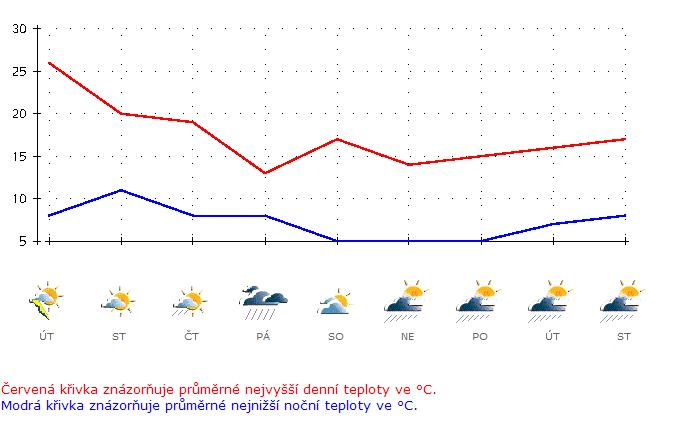 30
25
20
15
10
5
ÚT ST ČT PÁ SO NE PO ÚT ST
Červená křivka znázorňuje průměrné nejvyšší denní teploty ve °C.
Modrá křivka znázorňuje průměrné nejnižší noční teploty ve °C.